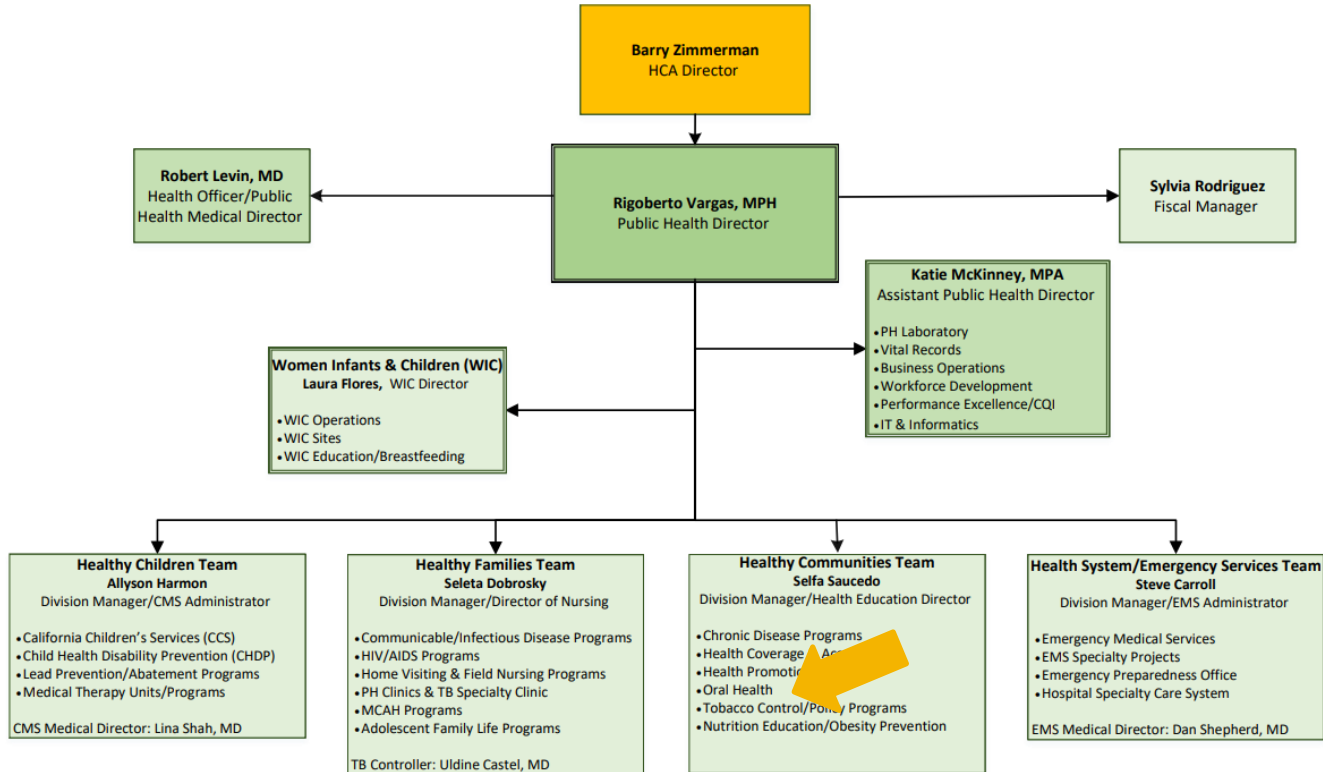 Barry Zimmerman
HCA Director
Robert Levin, MD
Health Officer/Public
Health Medical Director
Rigoberto Vargas, MPH
Public Health Director
Sylvia Rodriguez
Fiscal Manager
Katie McKinney, MPA
Assistant Public Health Director
•PH Laboratory
•Vital Records
•Business Operations
•Workforce Development
•Performance Excellence/CQI
•IT & Informatics
Women Infants & Children (WIC)
Laura Flores, WIC Director
•WIC Operations
•WIC Sites
•WIC Education/Breastfeeding
Healthy Children Team
Allyson Harmon
Division Manager/CMS Administrator
•California Children's Services (CCS)
•Child Health Disability Prevention (CHDP)
•Lead Prevention/Abatement Programs
•Medical Therapy Units/Programs
CMS Medical Director: Lina Shah, MD
Healthy Families Team
Seleta Dobrosky
Division Manager/Director of Nursing
•Communicable/Infectious Disease Programs
•HIV/AIDS Programs
•Home Visiting & Field Nursing Programs
•PH Clinics & TB Specialty Clinic
•MCAH Programs
•Adolescent Family Life Programs
TB Controller: Uldine Castel, MD
Healthy Communities Team
Selfa Saucedo
Division Manager/Health Education Director
•Chronic Disease Programs
•Health Coverage
•Health
•Oral Health
•Tobacco Control/Policy Programs
•Nutrition Education/Obesity Prevention
Health System/Emergency Services Team
Steve Carroll
Division Manager/EMS Administrator
•Emergency Medical Services
•EMS Specialty Projects
•Emergency Preparedness Office
•Hospital Specialty Care System
EMS Medical Director: Dan Shepherd, MD